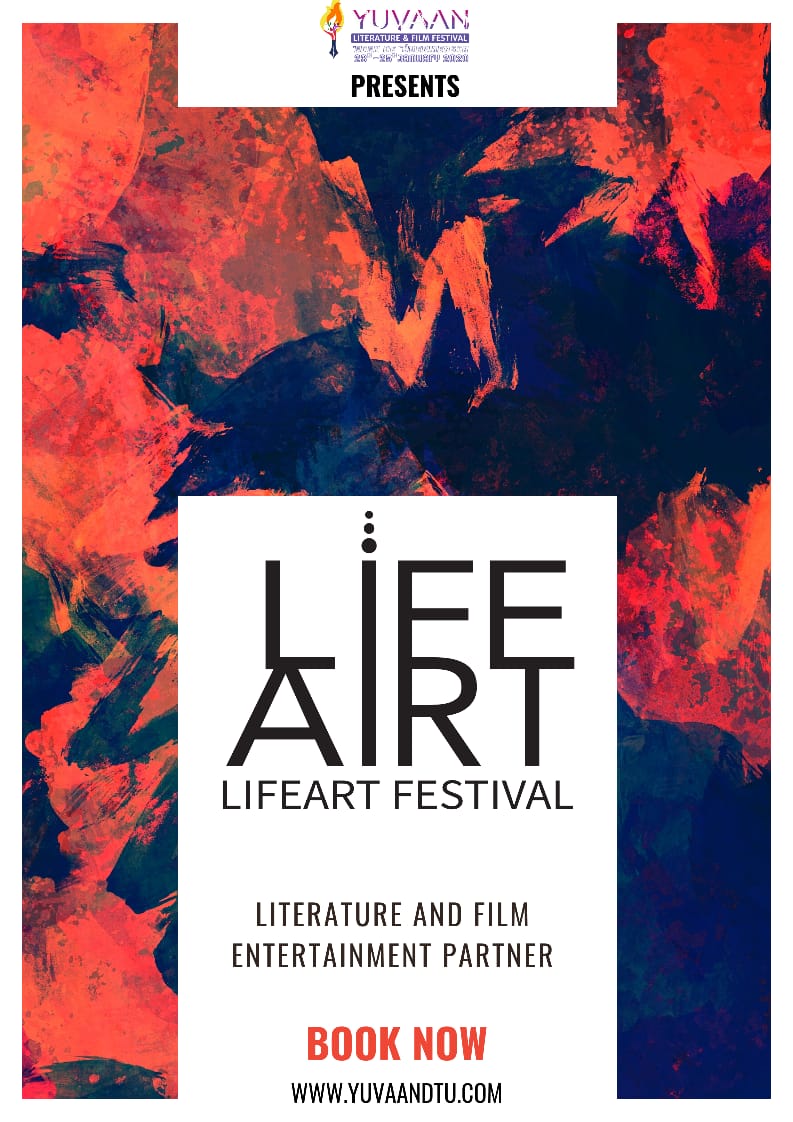 YUVAAN
LITERATURE & FILM FESTIVAL
PRESENTS
LIFE
ART
LIFEART FESTIVAL
LITERATURE AND FILM
ENTERTAINMENT PARTNER
BOOK NOW
WWW.YUVAANDTU.COM